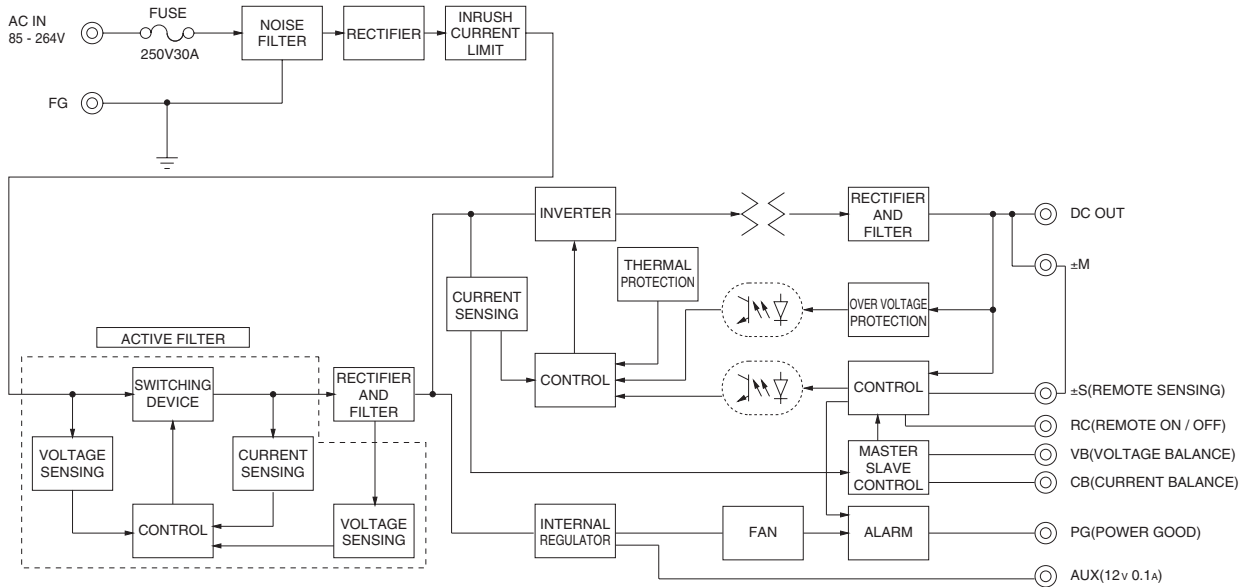 AC IN
85 - 264V
FUSE
250V30A
NOISE
FILTER
RECTIFIER
INRUSH
CURRENT
LIMIT
FG
INVERTER
RECTIFIER
AND
FILTER
DC OUT
±M
THERMAL
PROTECTION
CURRENT
SENSING
OVER VOLTAGE
PROTECTION
ACTIVE FILTER
SWITCHING
DEVICE
RECTIFIER
AND
FILTER
CONTROL
CONTROL
±S(REMOTE SENSING)
RC(REMOTE ON / OFF)
VOLTAGE
SENSING
CURRENT
SENSING
MASTER
SLAVE
CONTROL
VB(VOLTAGE BALANCE)
CB(CURRENT BALANCE)
CONTROL
VOLTAGE
SENSING
INTERNAL
REGULATOR
FAN
ALARM
PG(POWER GOOD)
AUX(12V 0.1A)